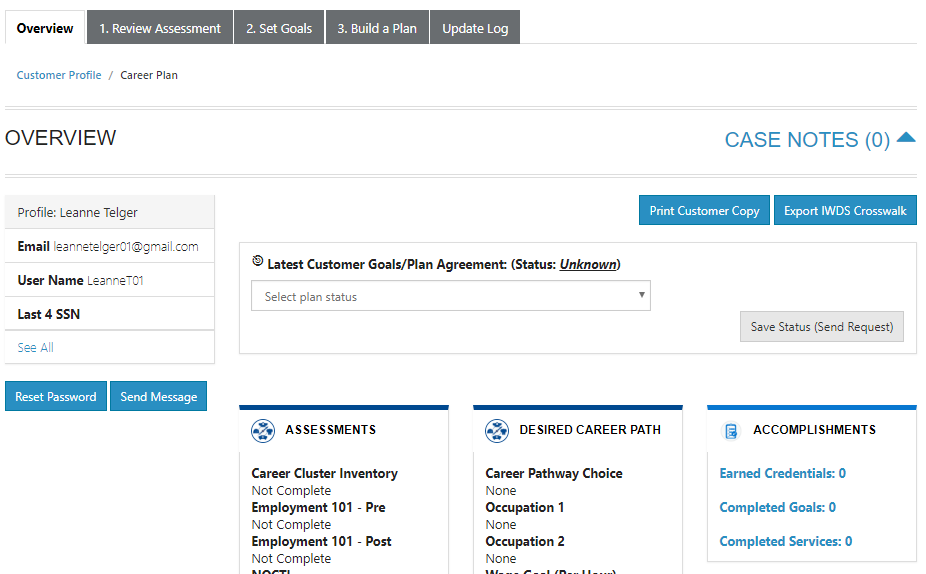 Overview 1. Review Assessment 2. Set Goals 3. Build a Plan Update Log
Customer Profile / Career Plan
OVERVIEW
CASE NOTES (0)
Profile: Leanne Telger
Email leannetelger01@gmail.com
User Name LeanneT01
Last 4 SSN
See All
Reset Password Send Message
Print Customer Copy Export IWDS Crosswalk
Latest Customer Goals/Plan Agreement: (Status: Unknown)
Select plan status
Save Status (Send Request)
ASSESSMENTS
Career Cluster Inventory
Not Complete
Employment 101 - Pre
Not Complete
Employment 101 - Post
Not Complete
NOCTI
DESIRED CAREER PATH
Career Pathway Choice
None
Occupation 1
None
Occupation 2
None
Wage Goal (Per Hour)
ACCOMPLISHMENTS
Earned Credentials: 0
Completed Goals: 0
Completed Services: 0